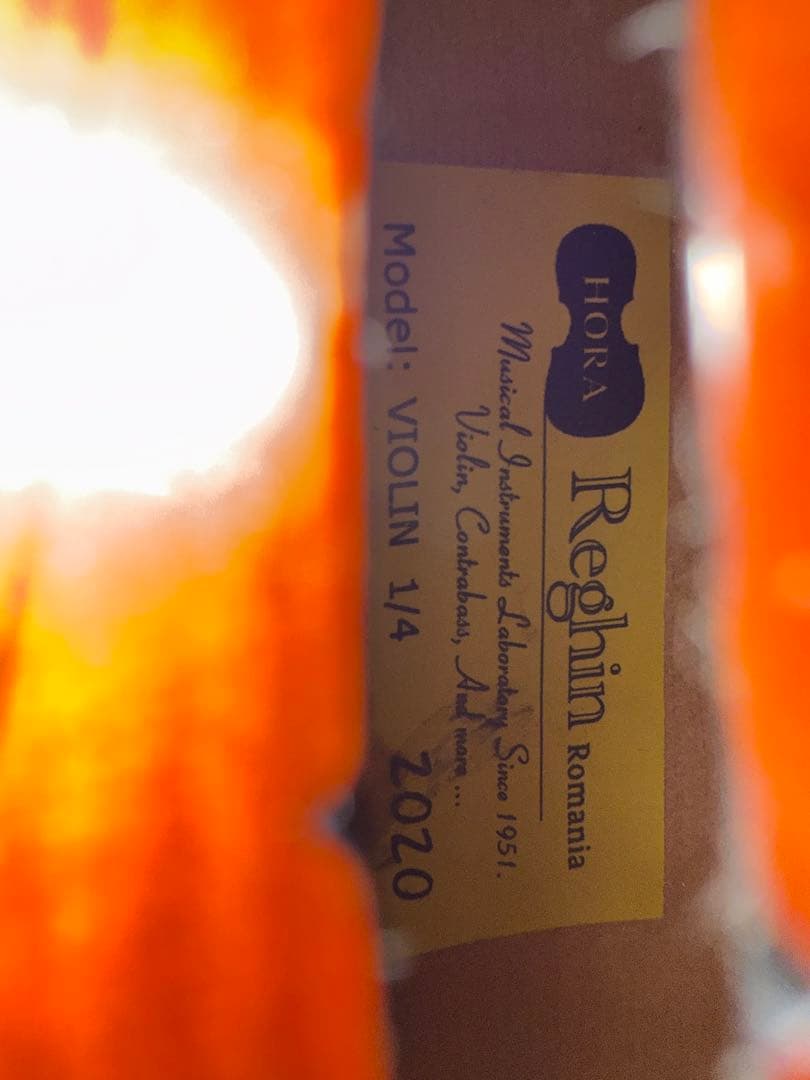 HORA
Reghin Romania
Musical Instruments Laboratory Since 1951.
Violin, Contrabass, And more ...
Model: VIOLIN 1/4 2020